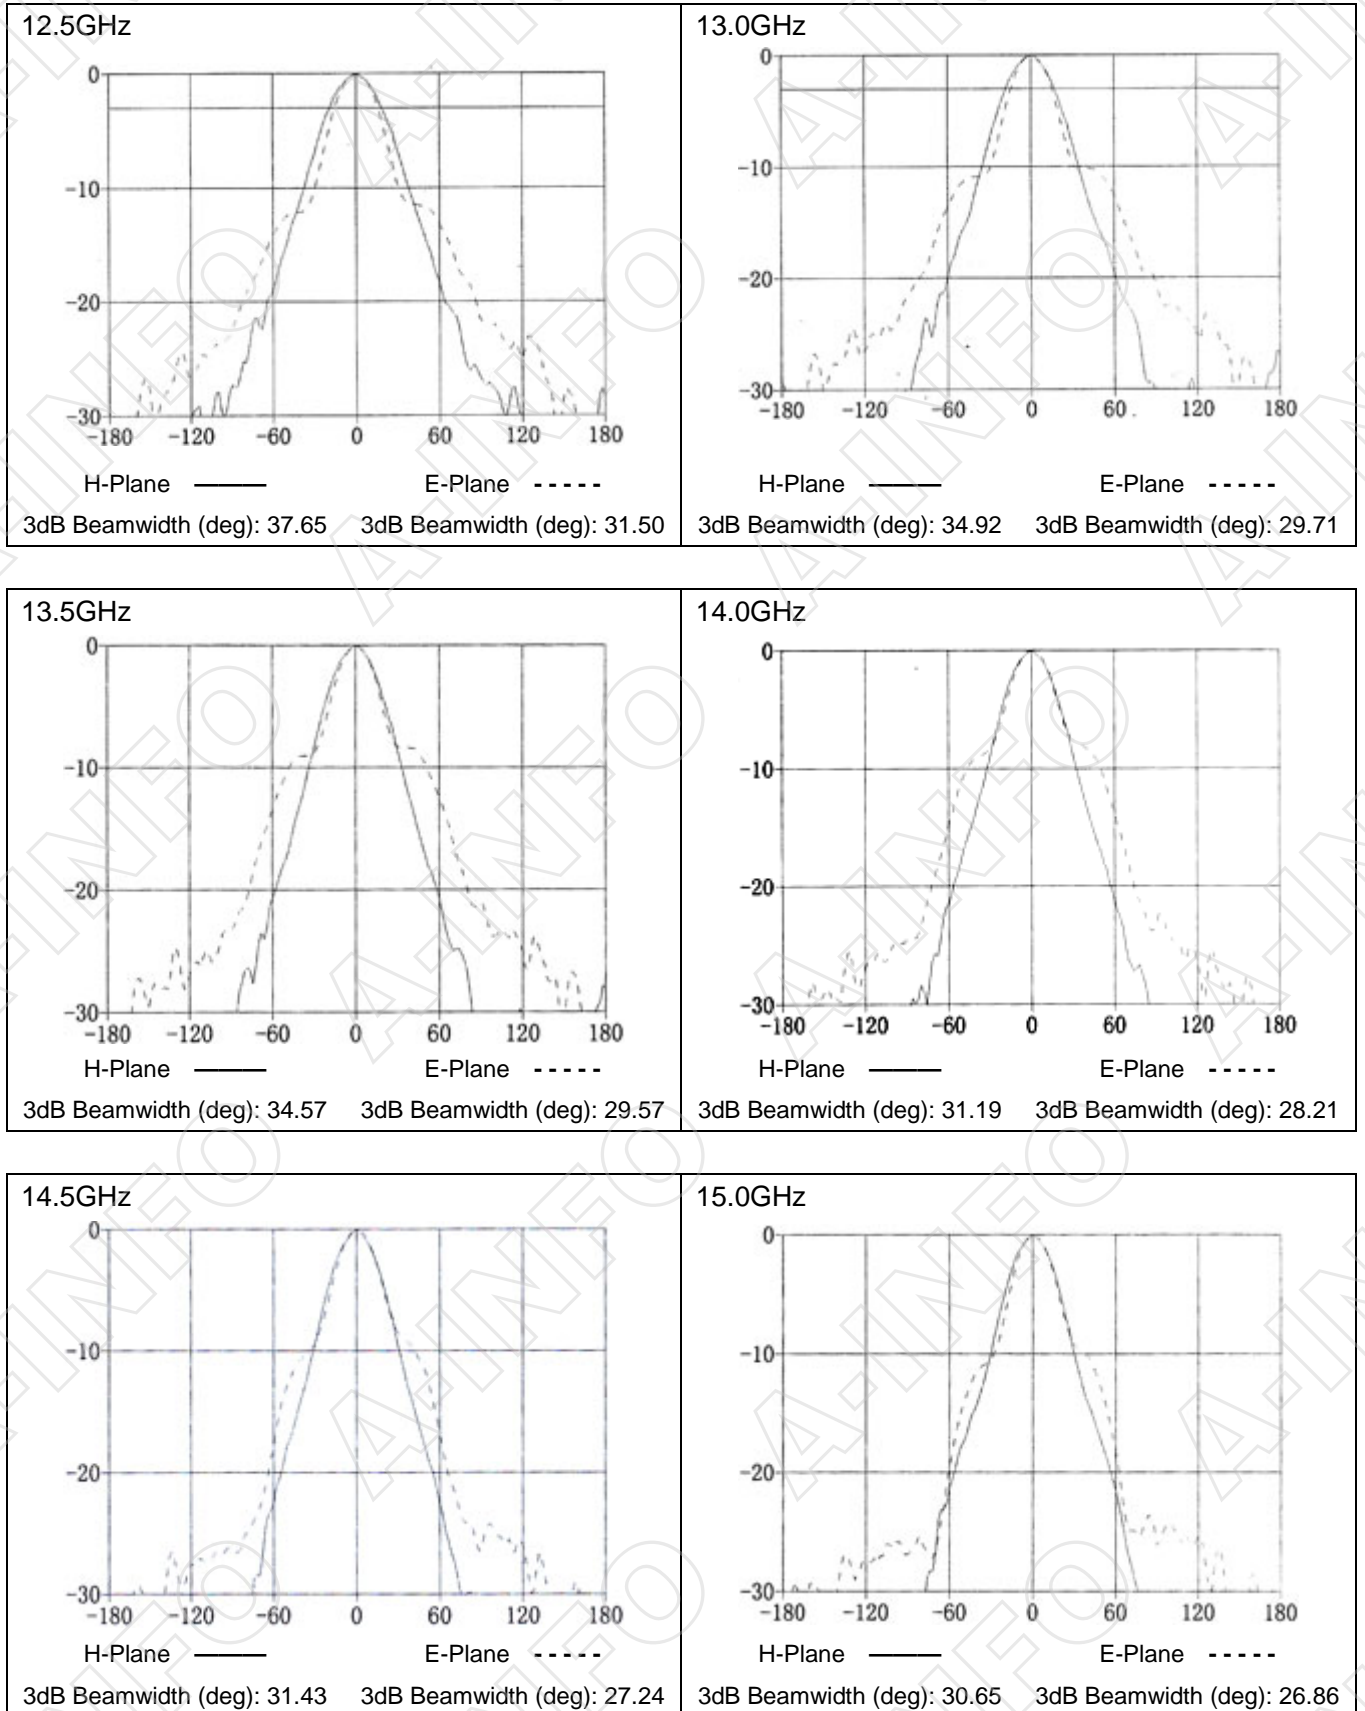 12.5GHz
0
-10
-20
-30
-180 -120 -60 0 60 120 180
H-Plane E-Plane
3dB Beamwidth (deg): 37.65 3dB Beamwidth (deg): 31.50
13.0GHz
0
-10
-20
-30
-180 -120 -60 0 60 120 180
H-Plane E-Plane
3dB Beamwidth (deg): 34.92 3dB Beamwidth (deg): 29.71
13.5GHz
0
-10
-20
-30
-180 -120 -60 0 60 120 180
H-Plane E-Plane
3dB Beamwidth (deg): 34.57 3dB Beamwidth (deg): 29.57
14.0GHz
0
-10
-20
-30
-180 -120 -60 0 60 120 180
H-Plane E-Plane
3dB Beamwidth (deg): 31.19 3dB Beamwidth (deg): 28.21
14.5GHz
0
-10
-20
-30
-180 -120 -60 0 60 120 180
H-Plane E-Plane
3dB Beamwidth (deg): 31.43 3dB Beamwidth (deg): 27.24
15.0GHz
0
-10
-20
-30
-180 -120 -60 0 60 120 180
H-Plane E-Plane
3dB Beamwidth (deg): 30.65 3dB Beamwidth (deg): 26.86
A-INFO